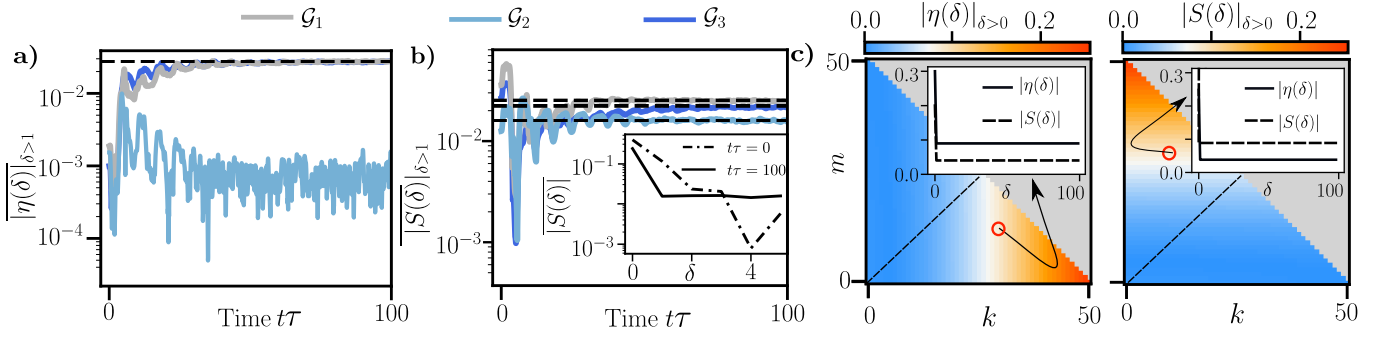 𝒢₁ 𝒢₂ 𝒢₃
a)
|η(δ)|δ>1
10⁻²
10⁻³
10⁻⁴
0 100
Time tτ
b)
|S(δ)|δ>1
10⁻²
10⁻³
0 100
Time tτ
|S(δ)|
10⁻¹
10⁻³
0 δ 4
tτ = 0
tτ = 100
c)
0.0 |η(δ)|δ>0 0.2
m
50
0
0 k 50
0.3
0.0
0 δ 100
|η(δ)|
|S(δ)|
0.0 |S(δ)|δ>0 0.2
0 k 50
0.3
0.0
0 δ 100
|η(δ)|
|S(δ)|